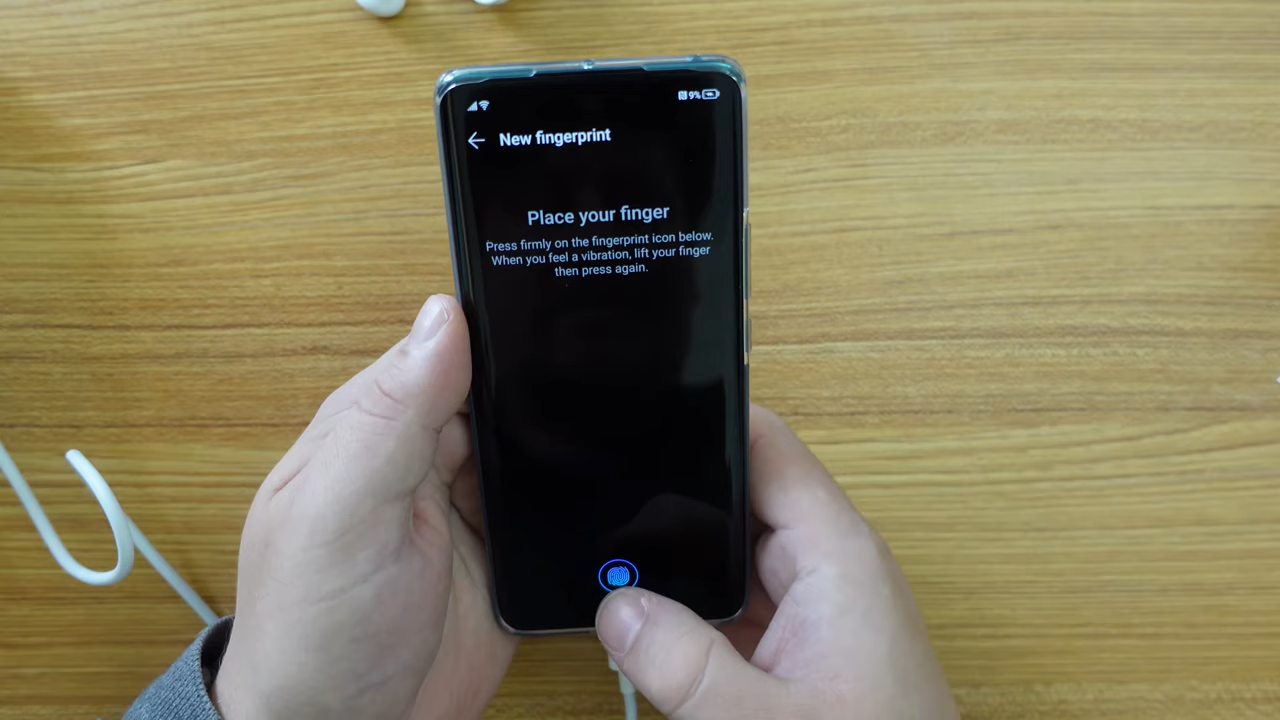 9%
New fingerprint
Place your finger
Press firmly on the fingerprint icon below.
When you feel a vibration, lift your finger
then press again.